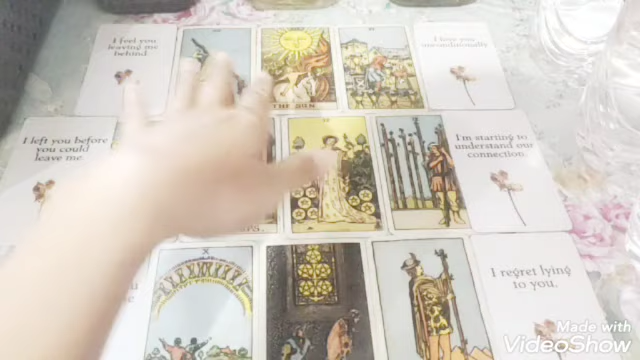 I feel you
leaving me
behind.
THE SUN
I love you
unconditionally
I left you before
you could
leave me.
IX
I'm starting to
understand our
connection.
X
I regret lying
to you.
Made with
VideoShow